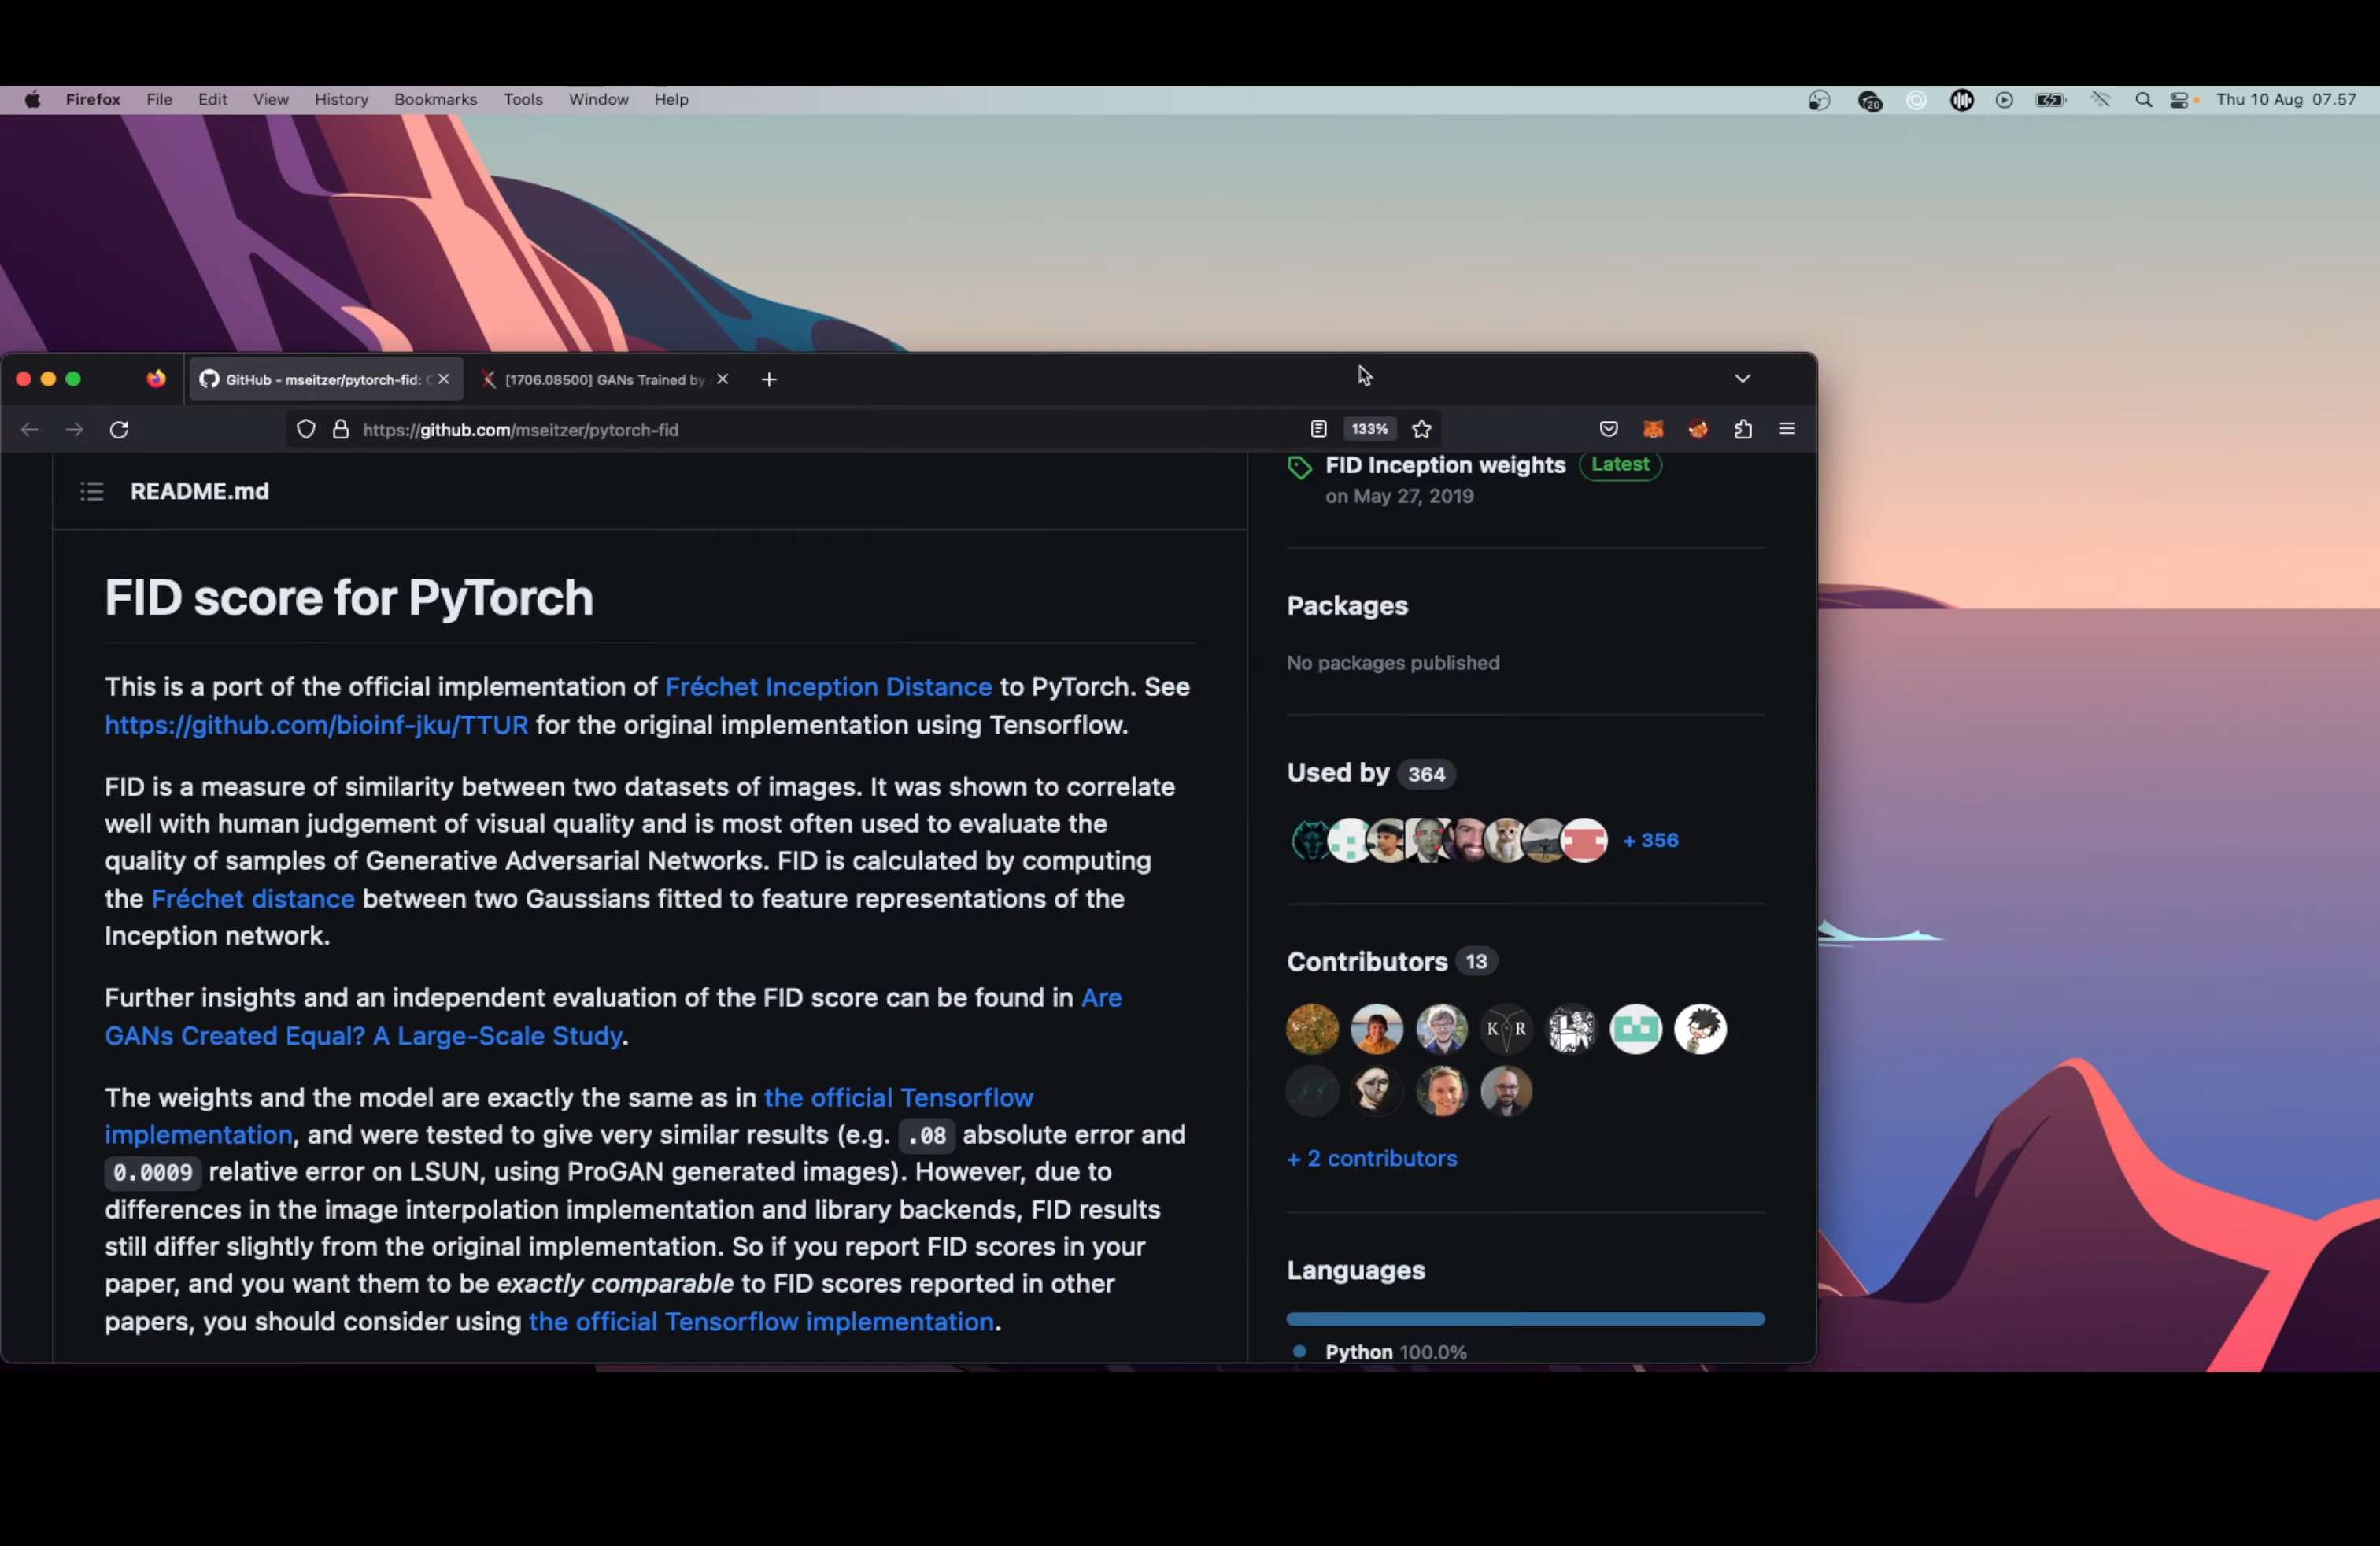 Firefox File Edit View History Bookmarks Tools Window Help
20
Thu 10 Aug 07.57
GitHub - mseitzer/pytorch-fid: C
[1706.08500] GANs Trained by
https://github.com/mseitzer/pytorch-fid
133%
README.md
FID score for PyTorch
This is a port of the official implementation of Fréchet Inception Distance to PyTorch. See
https://github.com/bioinf-jku/TTUR for the original implementation using Tensorflow.
FID is a measure of similarity between two datasets of images. It was shown to correlate
well with human judgement of visual quality and is most often used to evaluate the
quality of samples of Generative Adversarial Networks. FID is calculated by computing
the Fréchet distance between two Gaussians fitted to feature representations of the
Inception network.
Further insights and an independent evaluation of the FID score can be found in Are
GANs Created Equal? A Large-Scale Study.
The weights and the model are exactly the same as in the official Tensorflow
implementation, and were tested to give very similar results (e.g. .08 absolute error and
0.0009 relative error on LSUN, using ProGAN generated images). However, due to
differences in the image interpolation implementation and library backends, FID results
still differ slightly from the original implementation. So if you report FID scores in your
paper, and you want them to be exactly comparable to FID scores reported in other
papers, you should consider using the official Tensorflow implementation.
FID Inception weights Latest
on May 27, 2019
Packages
No packages published
Used by 364
+ 356
Contributors 13
K R
+ 2 contributors
Languages
Python 100.0%